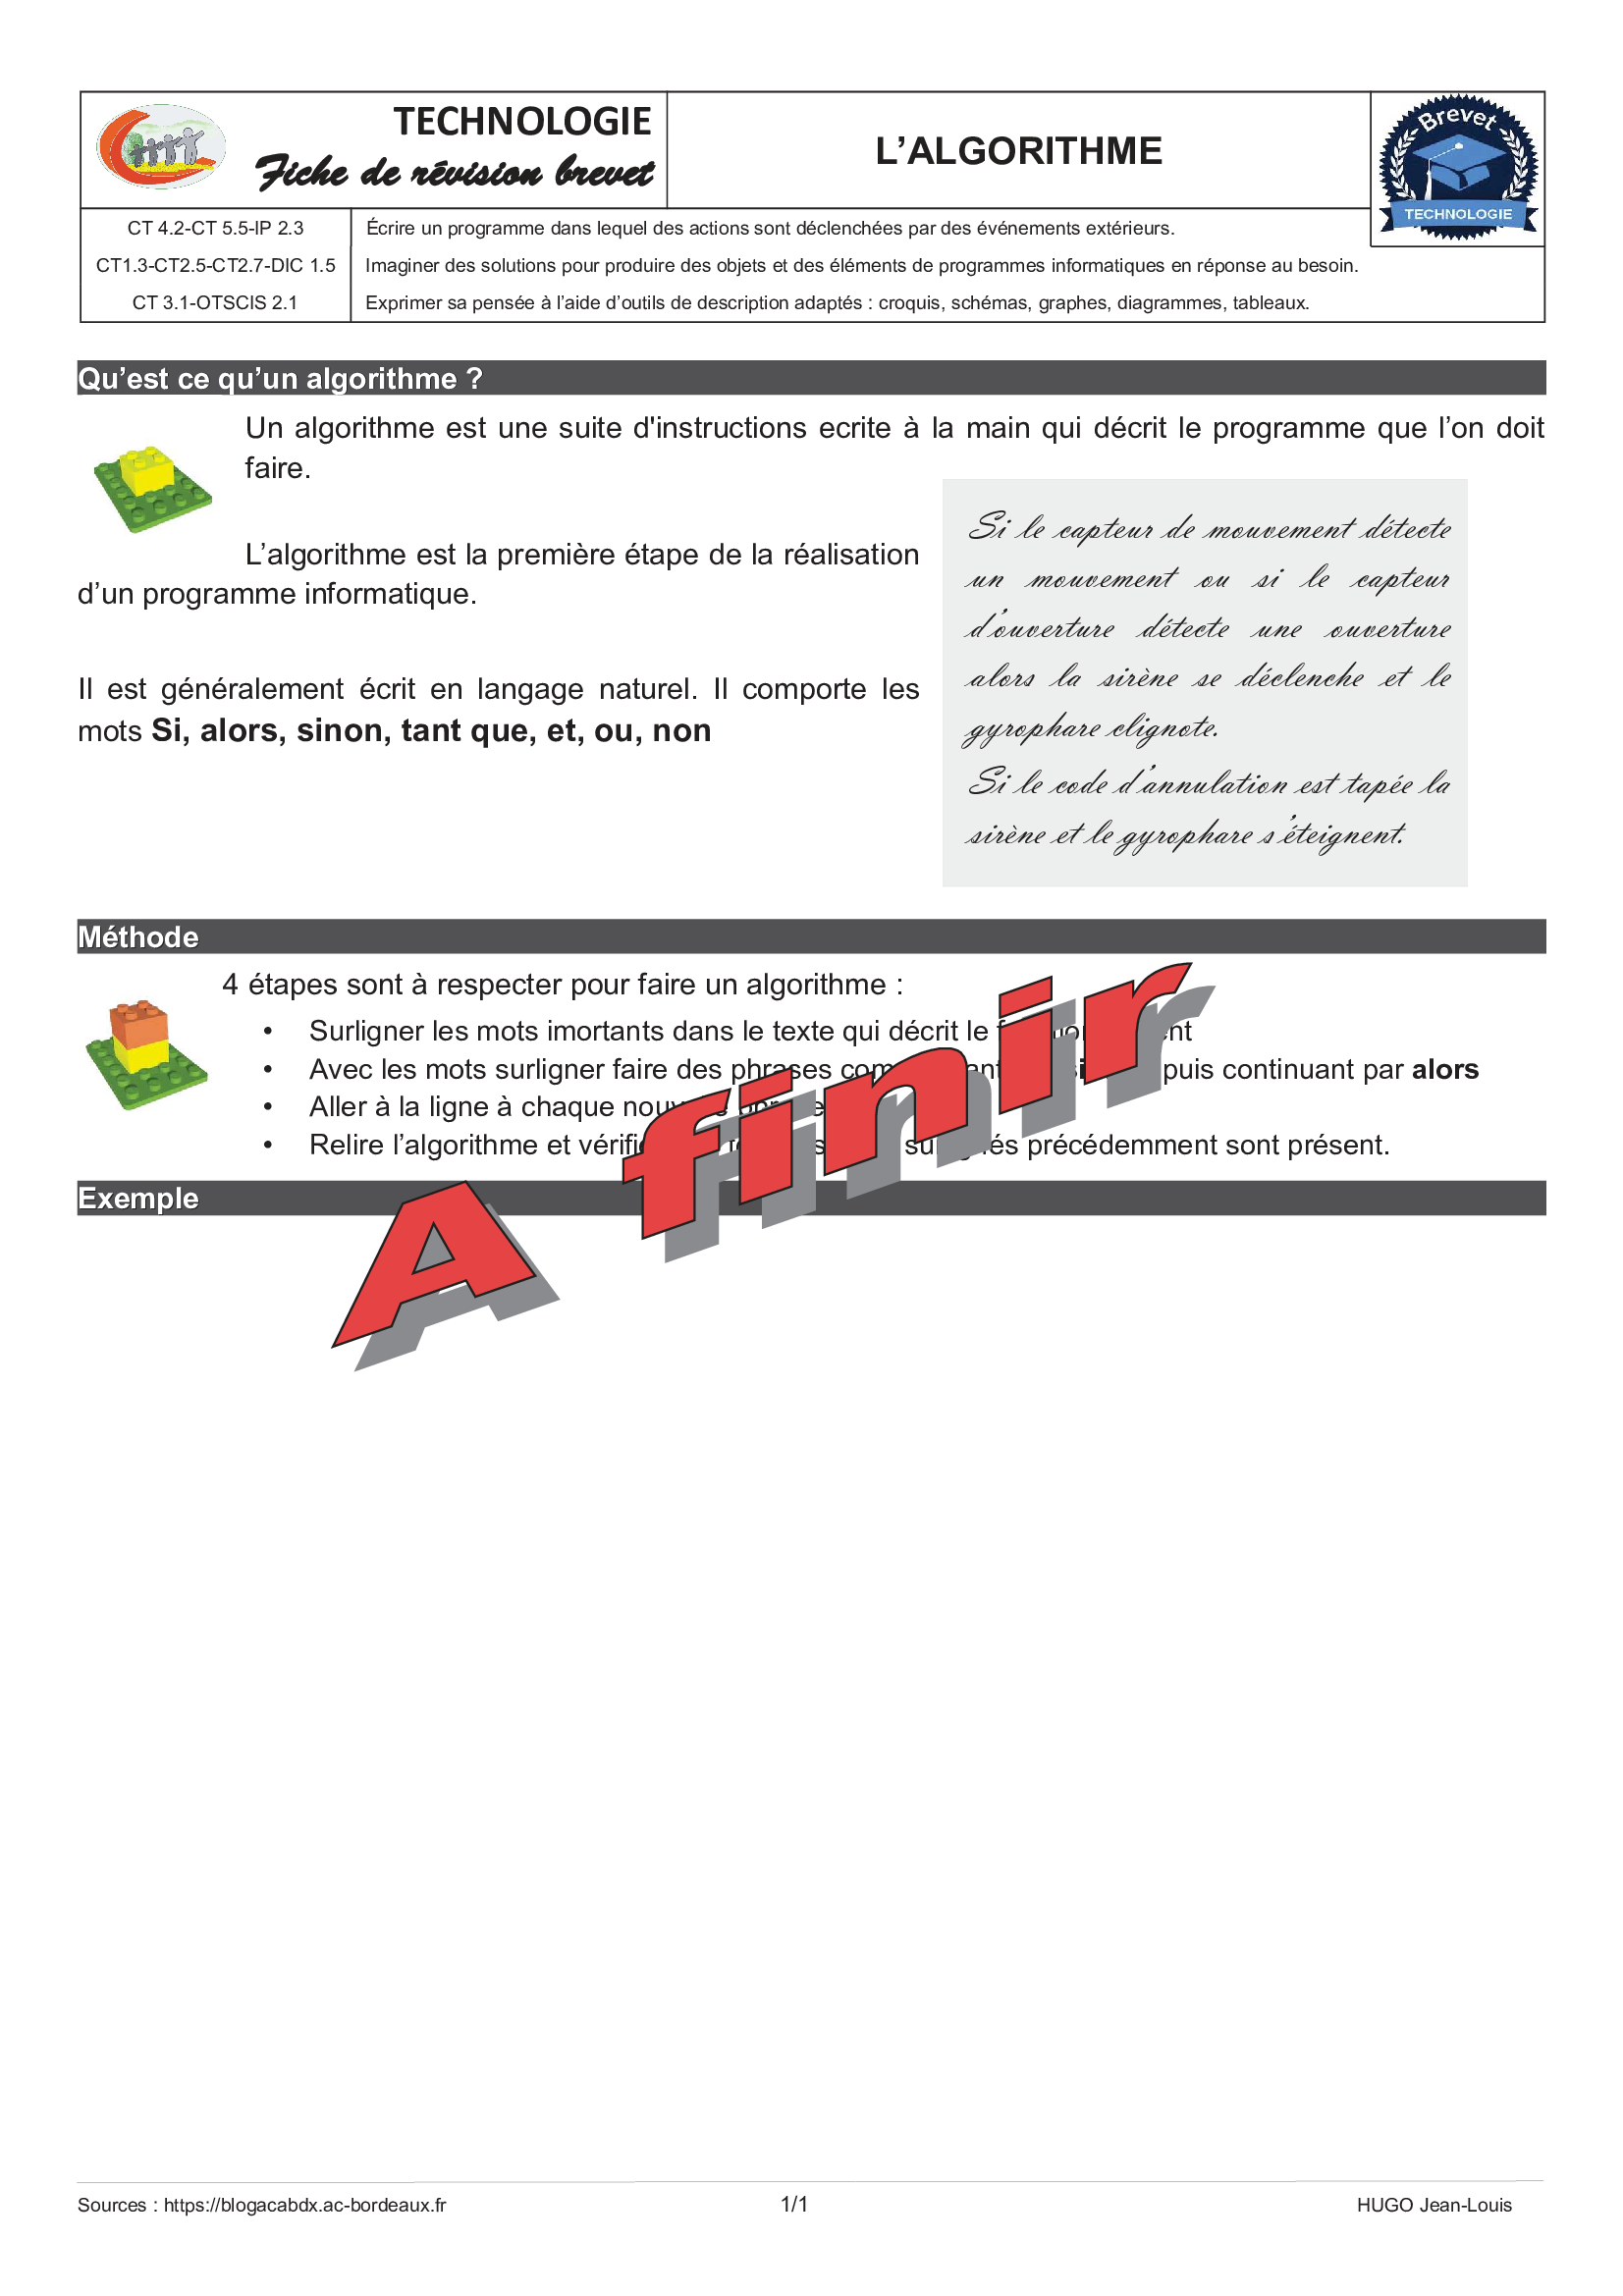 TECHNOLOGIE
Fiche de révision brevet
L’ALGORITHME
Brevet
TECHNOLOGIE
CT 4.2-CT 5.5-IP 2.3
Écrire un programme dans lequel des actions sont déclenchées par des événements extérieurs.
CT1.3-CT2.5-CT2.7-DIC 1.5
Imaginer des solutions pour produire des objets et des éléments de programmes informatiques en réponse au besoin.
CT 3.1-OTSCIS 2.1
Exprimer sa pensée à l’aide d’outils de description adaptés : croquis, schémas, graphes, diagrammes, tableaux.
Qu’est ce qu’un algorithme ?
Un algorithme est une suite d'instructions ecrite à la main qui décrit le programme que l’on doit
faire.
L’algorithme est la première étape de la réalisation
d’un programme informatique.
Il est généralement écrit en langage naturel. Il comporte les
mots Si, alors, sinon, tant que, et, ou, non
Si le capteur de mouvement détecte
un mouvement ou si le capteur
d’ouverture détecte une ouverture
alors la sirène se déclenche et le
gyrophare clignote.
Si le code d’annulation est tapée la
sirène et le gyrophare s’éteignent.
Méthode
4 étapes sont à respecter pour faire un algorithme :
• Surligner les mots imortants dans le texte qui décrit le
• Avec les mots surligner faire des phrases puis continuant par alors
• Aller à la ligne à chaque
• Relire l’algorithme et précédemment sont présent.
A finir
Exemple
Sources : https://blogacabdx.ac-bordeaux.fr
1/1
HUGO Jean-Louis